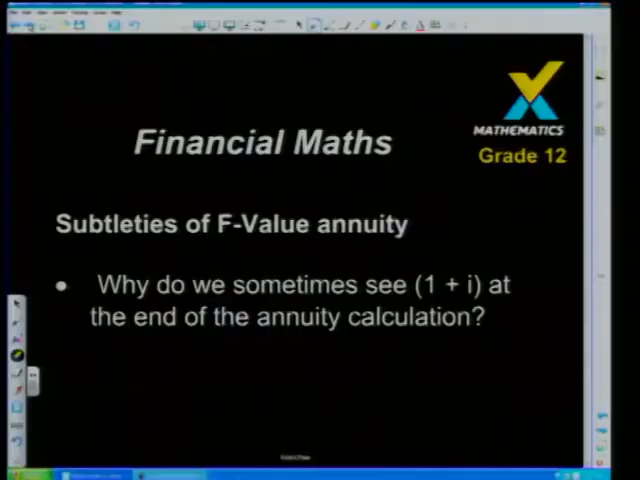 MATHEMATICS
Financial Maths
Grade 12
Subtleties of F-Value annuity
• Why do we sometimes see (1 + i) at
the end of the annuity calculation?